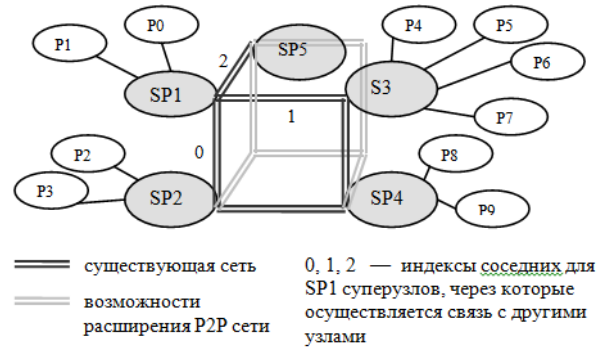 P0
P4
P5
P1
2
SP5
P6
SP1
S3
1
P7
P2
0
P8
P3
SP2
SP4
P9
существующая сеть
возможности
расширения P2P сети
0, 1, 2 — индексы соседних для
SP1 суперузлов, через которые
осуществляется связь с другими
узлами